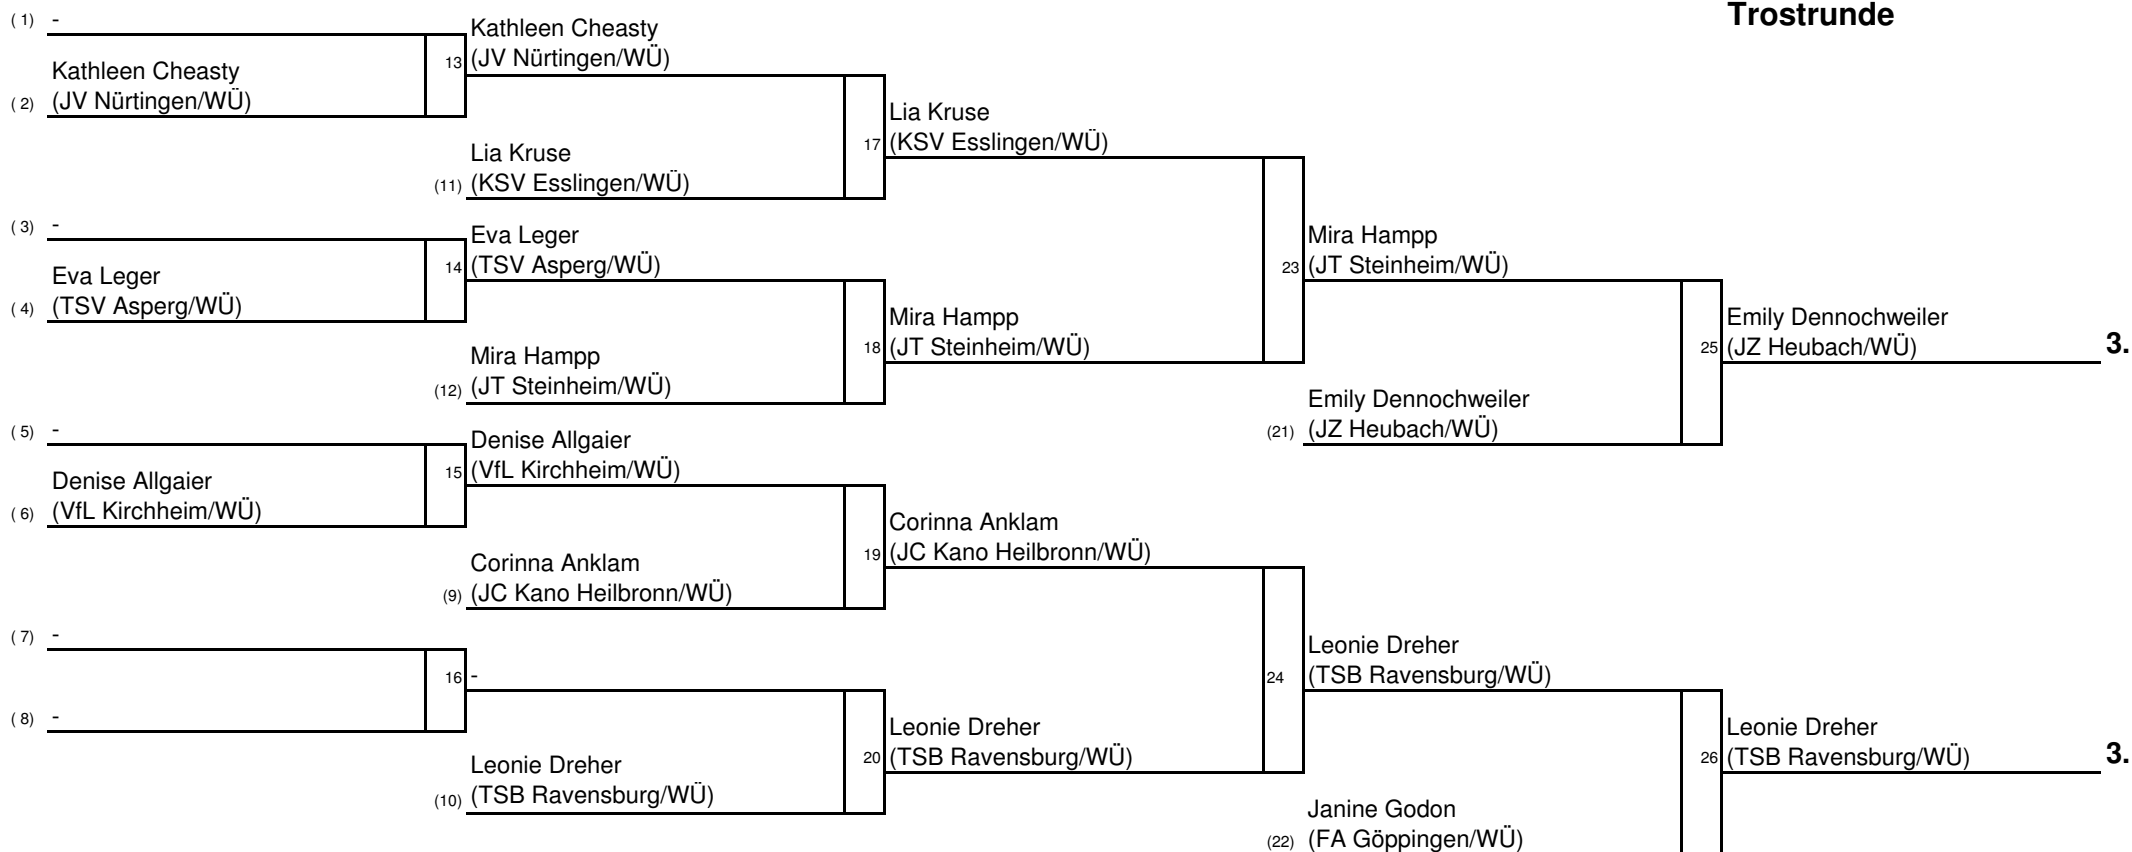 Trostrunde
( 1) -
Kathleen Cheasty
( 2) (JV Nürtingen/WÜ)
13
Kathleen Cheasty
(JV Nürtingen/WÜ)
Lia Kruse
(11) (KSV Esslingen/WÜ)
17
Lia Kruse
(KSV Esslingen/WÜ)
( 3) -
Eva Leger
( 4) (TSV Asperg/WÜ)
14
Eva Leger
(TSV Asperg/WÜ)
Mira Hampp
(12) (JT Steinheim/WÜ)
18
Mira Hampp
(JT Steinheim/WÜ)
23
Mira Hampp
(JT Steinheim/WÜ)
Emily Dennochweiler
(21) (JZ Heubach/WÜ)
25
Emily Dennochweiler
(JZ Heubach/WÜ)
3.
( 5) -
Denise Allgaier
( 6) (VfL Kirchheim/WÜ)
15
Denise Allgaier
(VfL Kirchheim/WÜ)
Corinna Anklam
(9) (JC Kano Heilbronn/WÜ)
19
Corinna Anklam
(JC Kano Heilbronn/WÜ)
( 7) -
( 8) -
16
-
Leonie Dreher
(10) (TSB Ravensburg/WÜ)
20
Leonie Dreher
(TSB Ravensburg/WÜ)
24
Leonie Dreher
(TSB Ravensburg/WÜ)
Janine Godon
(22) (FA Göppingen/WÜ)
26
Leonie Dreher
(TSB Ravensburg/WÜ)
3.